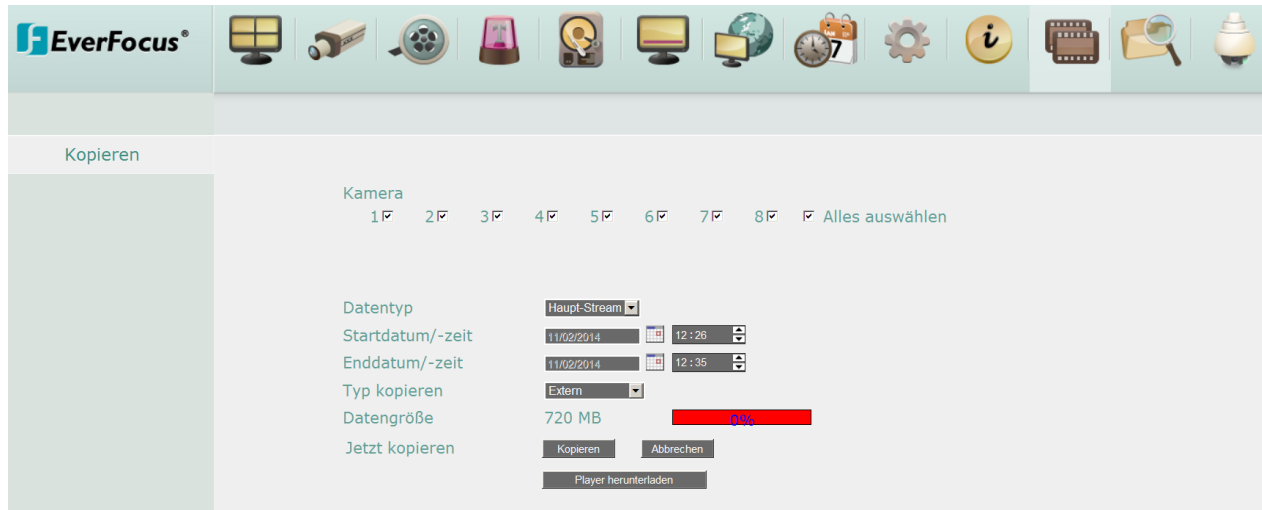 EverFocus®
JAN
7
i
Kopieren
Kamera
1 2 3 4 5 6 7 8 Alles auswählen
Datentyp Haupt-Stream
Startdatum/-zeit 11/02/2014 12:26
Enddatum/-zeit 11/02/2014 12:35
Typ kopieren Extern
Datengröße 720 MB 0%
Jetzt kopieren Kopieren Abbrechen
Player herunterladen